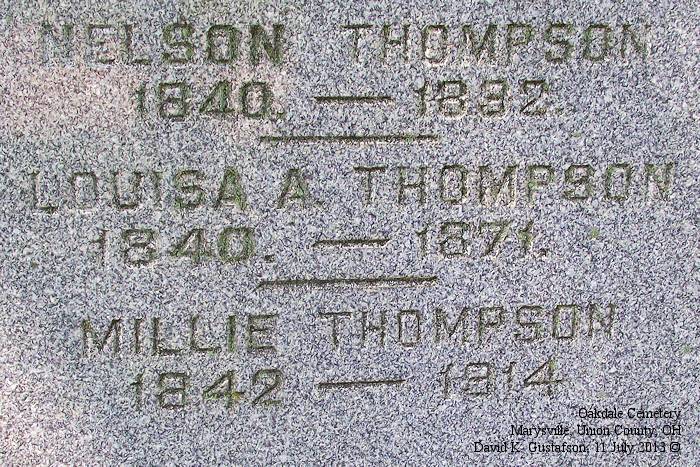 NELSON THOMPSON
1840. — 1882.
LOUISA A. THOMPSON
1840. — 1871.
MILLIE THOMPSON
1842 — 1914
Oakdale Cemetery
Marysville, Union County, OH
David K. Gustafson, 11 July 2013 ©